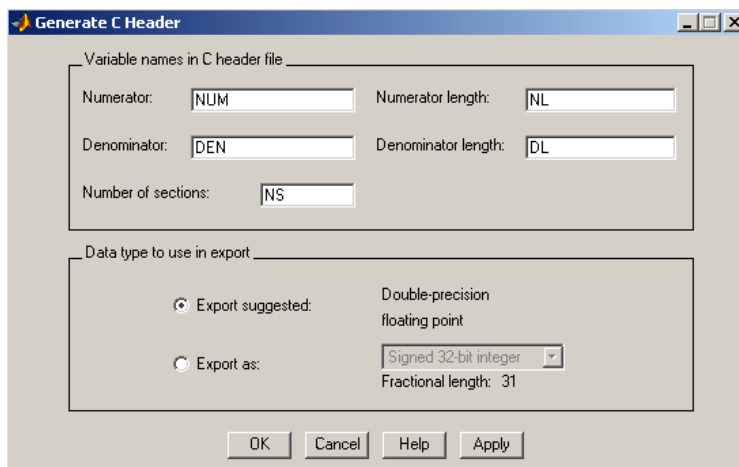 Generate C Header
Variable names in C header file
Numerator: NUM Numerator length: NL
Denominator: DEN Denominator length: DL
Number of sections: NS
Data type to use in export
Export suggested: Double-precision
floating point
Export as: Signed 32-bit integer
Fractional length: 31
OK Cancel Help Apply